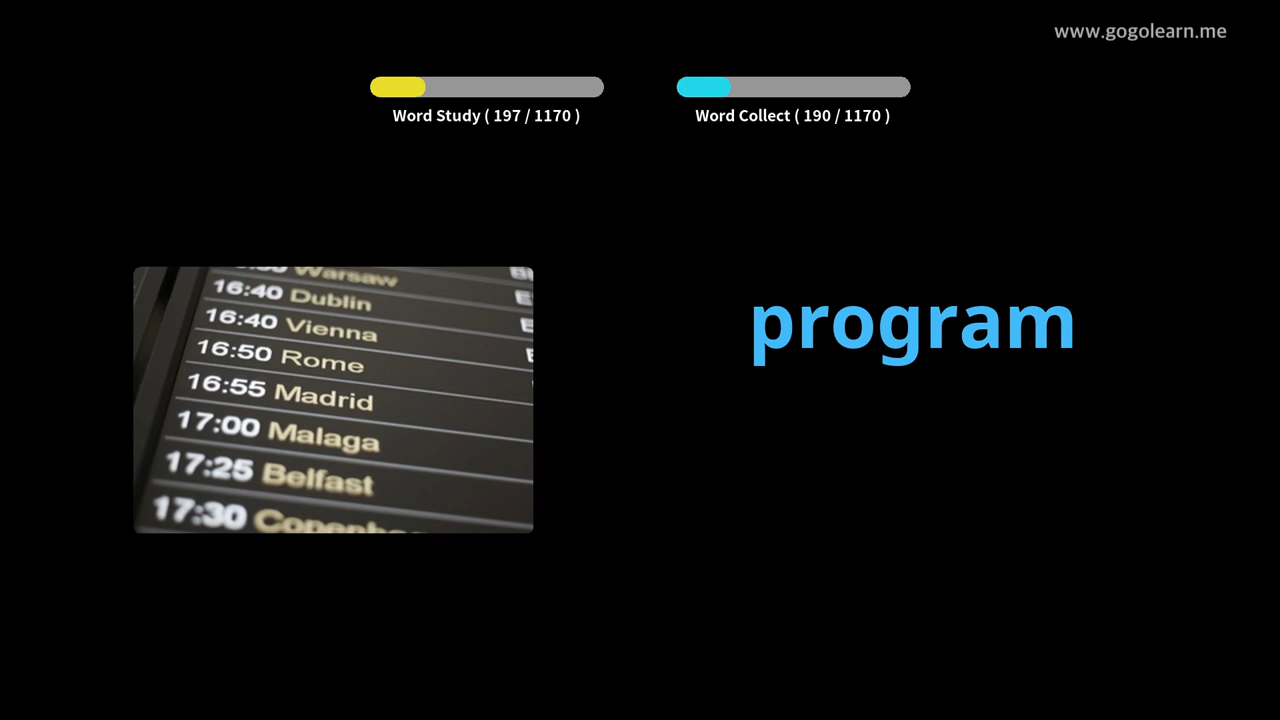 www.gogolearn.me
Word Study ( 197 / 1170 )
Word Collect ( 190 / 1170 )
Warsaw
16:40 Dublin
16:40 Vienna
16:50 Rome
16:55 Madrid
17:00 Malaga
17:25 Belfast
17:30
program